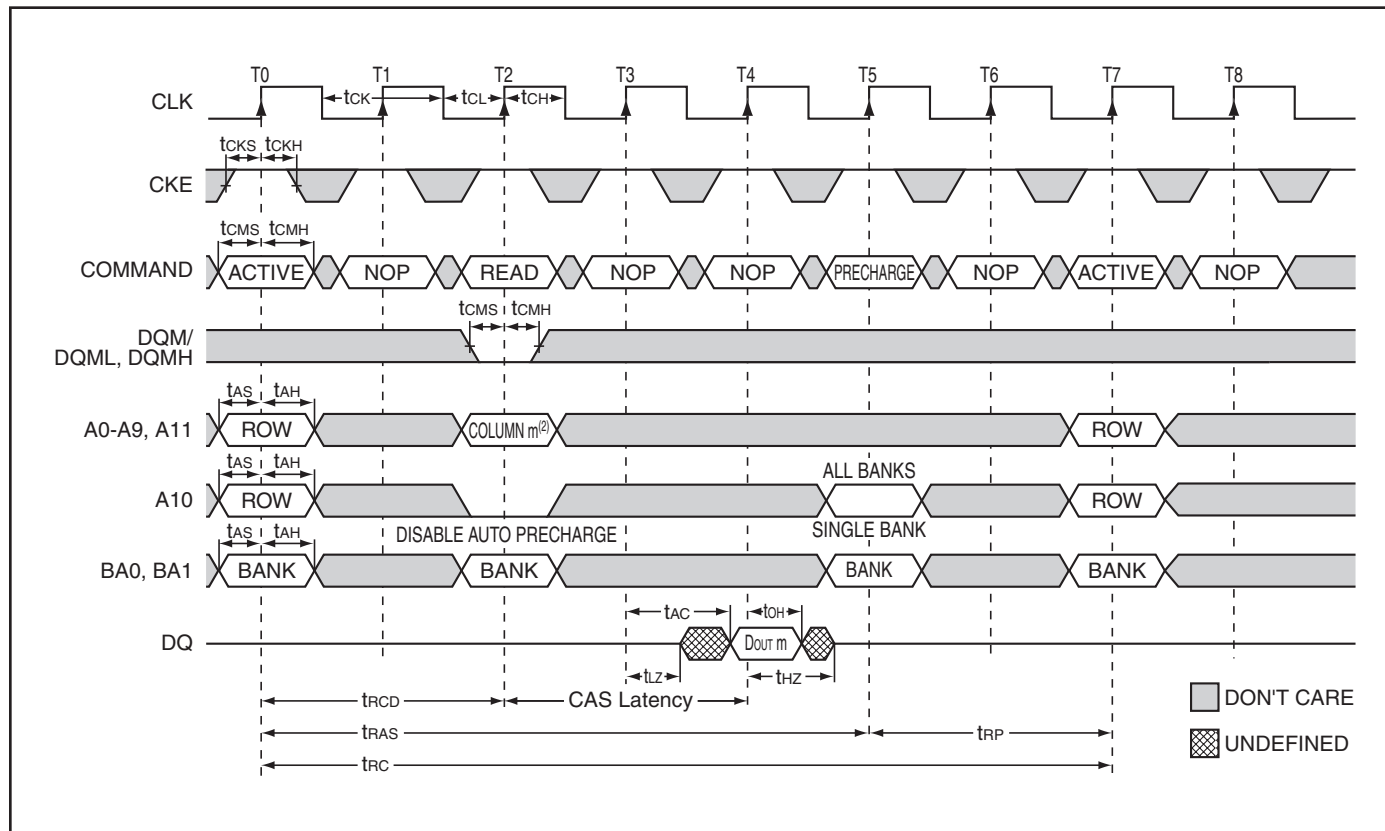 T0 T1 T2 T3 T4 T5 T6 T7 T8
CLK tCK tCL tCH
tCKS tCKH
CKE
tCMS tCMH
COMMAND ACTIVE NOP READ NOP NOP PRECHARGE NOP ACTIVE NOP
tCMS tCMH
DQM/
DQML, DQMH
tAS tAH
A0-A9, A11 ROW COLUMN m(2) ROW
tAS tAH ALL BANKS
A10 ROW ROW
tAS tAH DISABLE AUTO PRECHARGE SINGLE BANK
BA0, BA1 BANK BANK BANK BANK
tAC tOH
DQ DOUT m
tLZ tHZ
tRCD CAS Latency
tRAS tRP
tRC
DON'T CARE
UNDEFINED